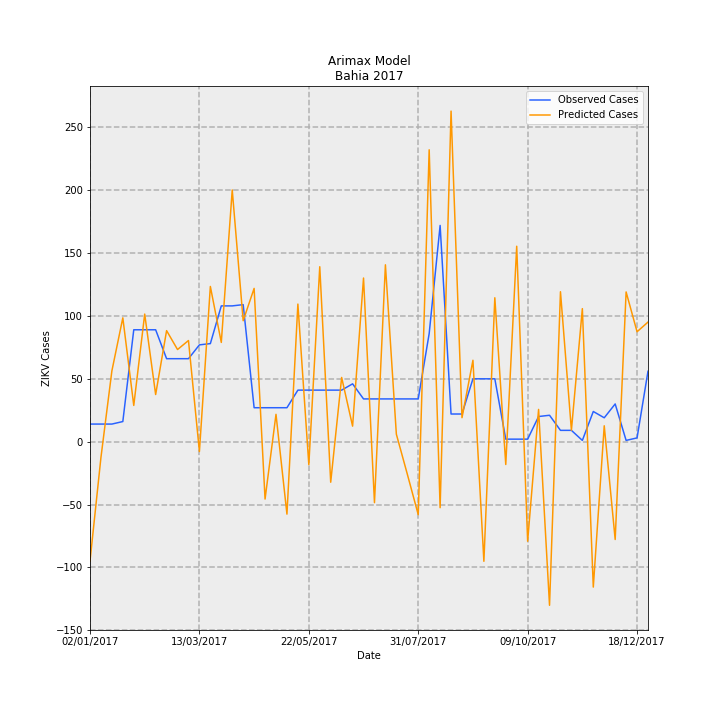 Arimax Model
Bahia 2017
Observed Cases
Predicted Cases
ZIKV Cases
250
200
150
100
50
0
−50
−100
−150
02/01/2017 13/03/2017 22/05/2017 31/07/2017 09/10/2017 18/12/2017
Date